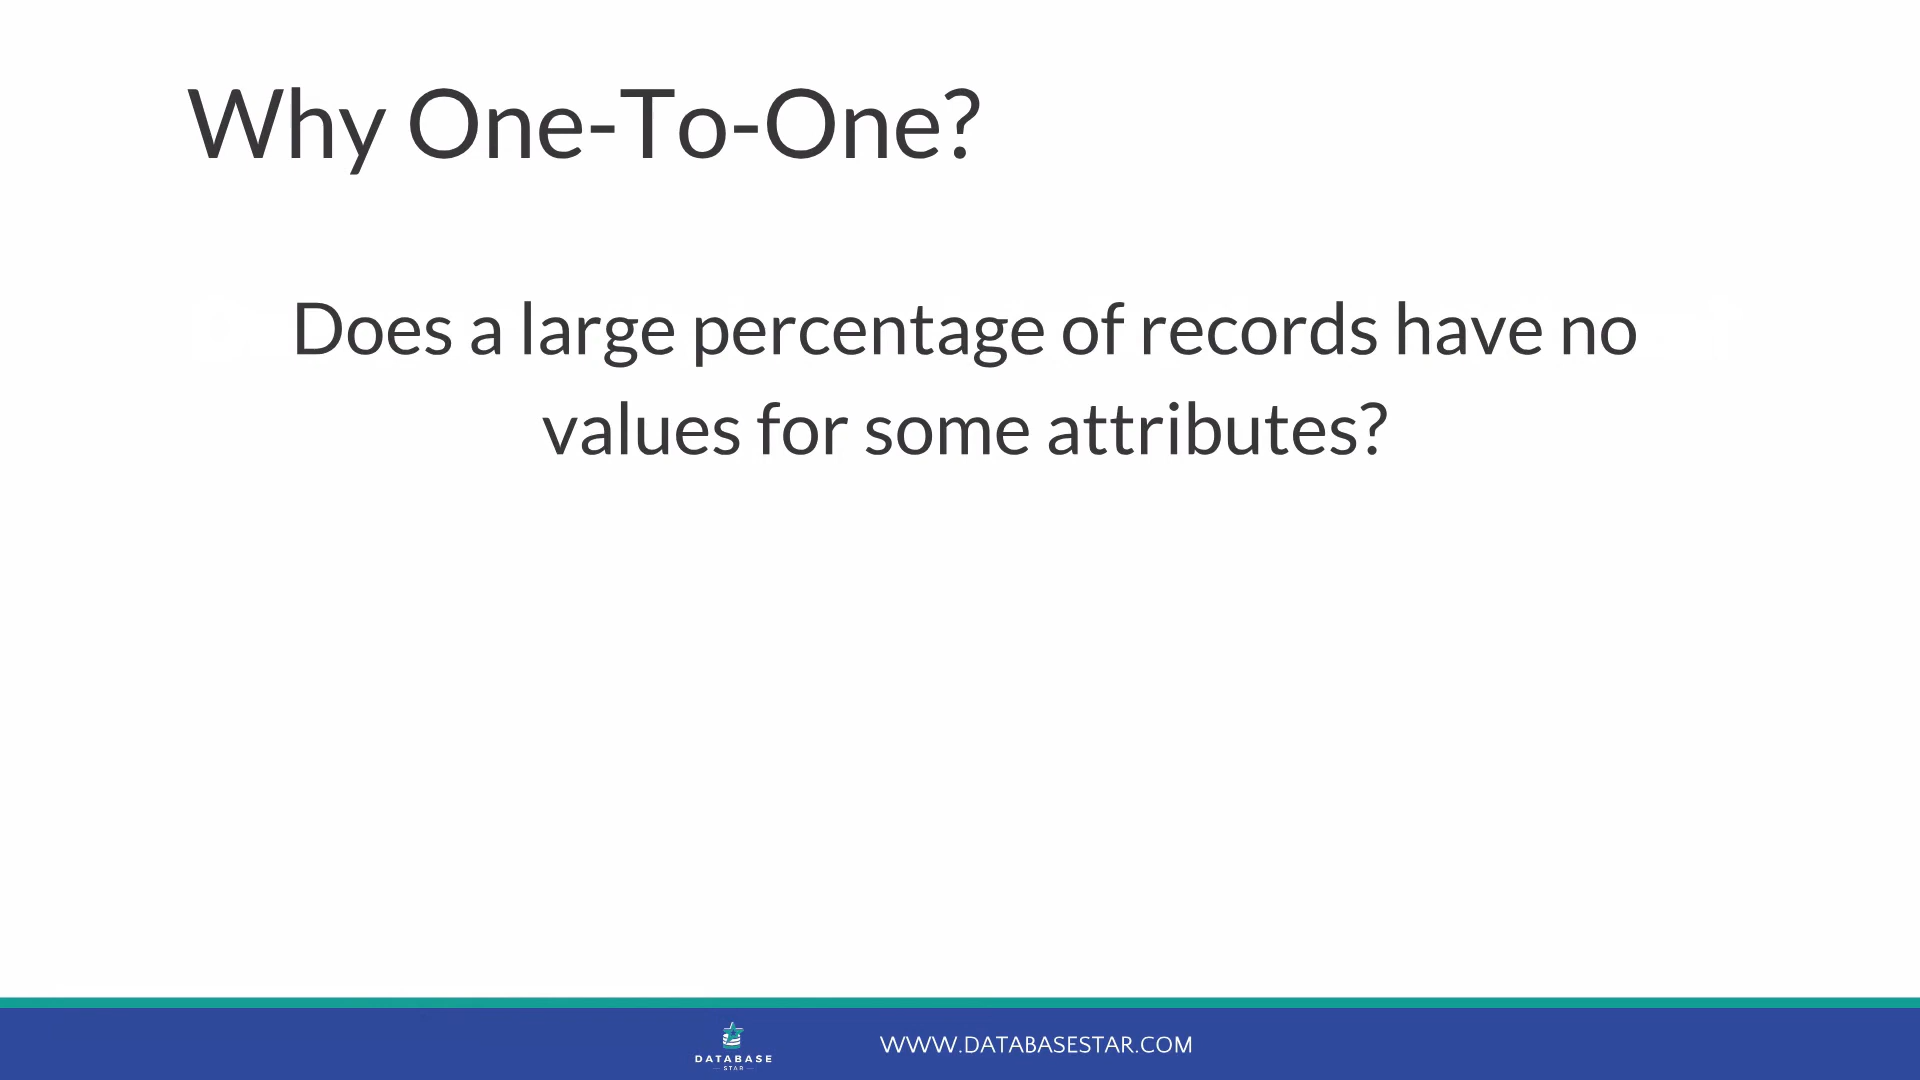 Why One-To-One?
Does a large percentage of records have no
values for some attributes?
DATABASE
STAR
WWW.DATABASESTAR.COM